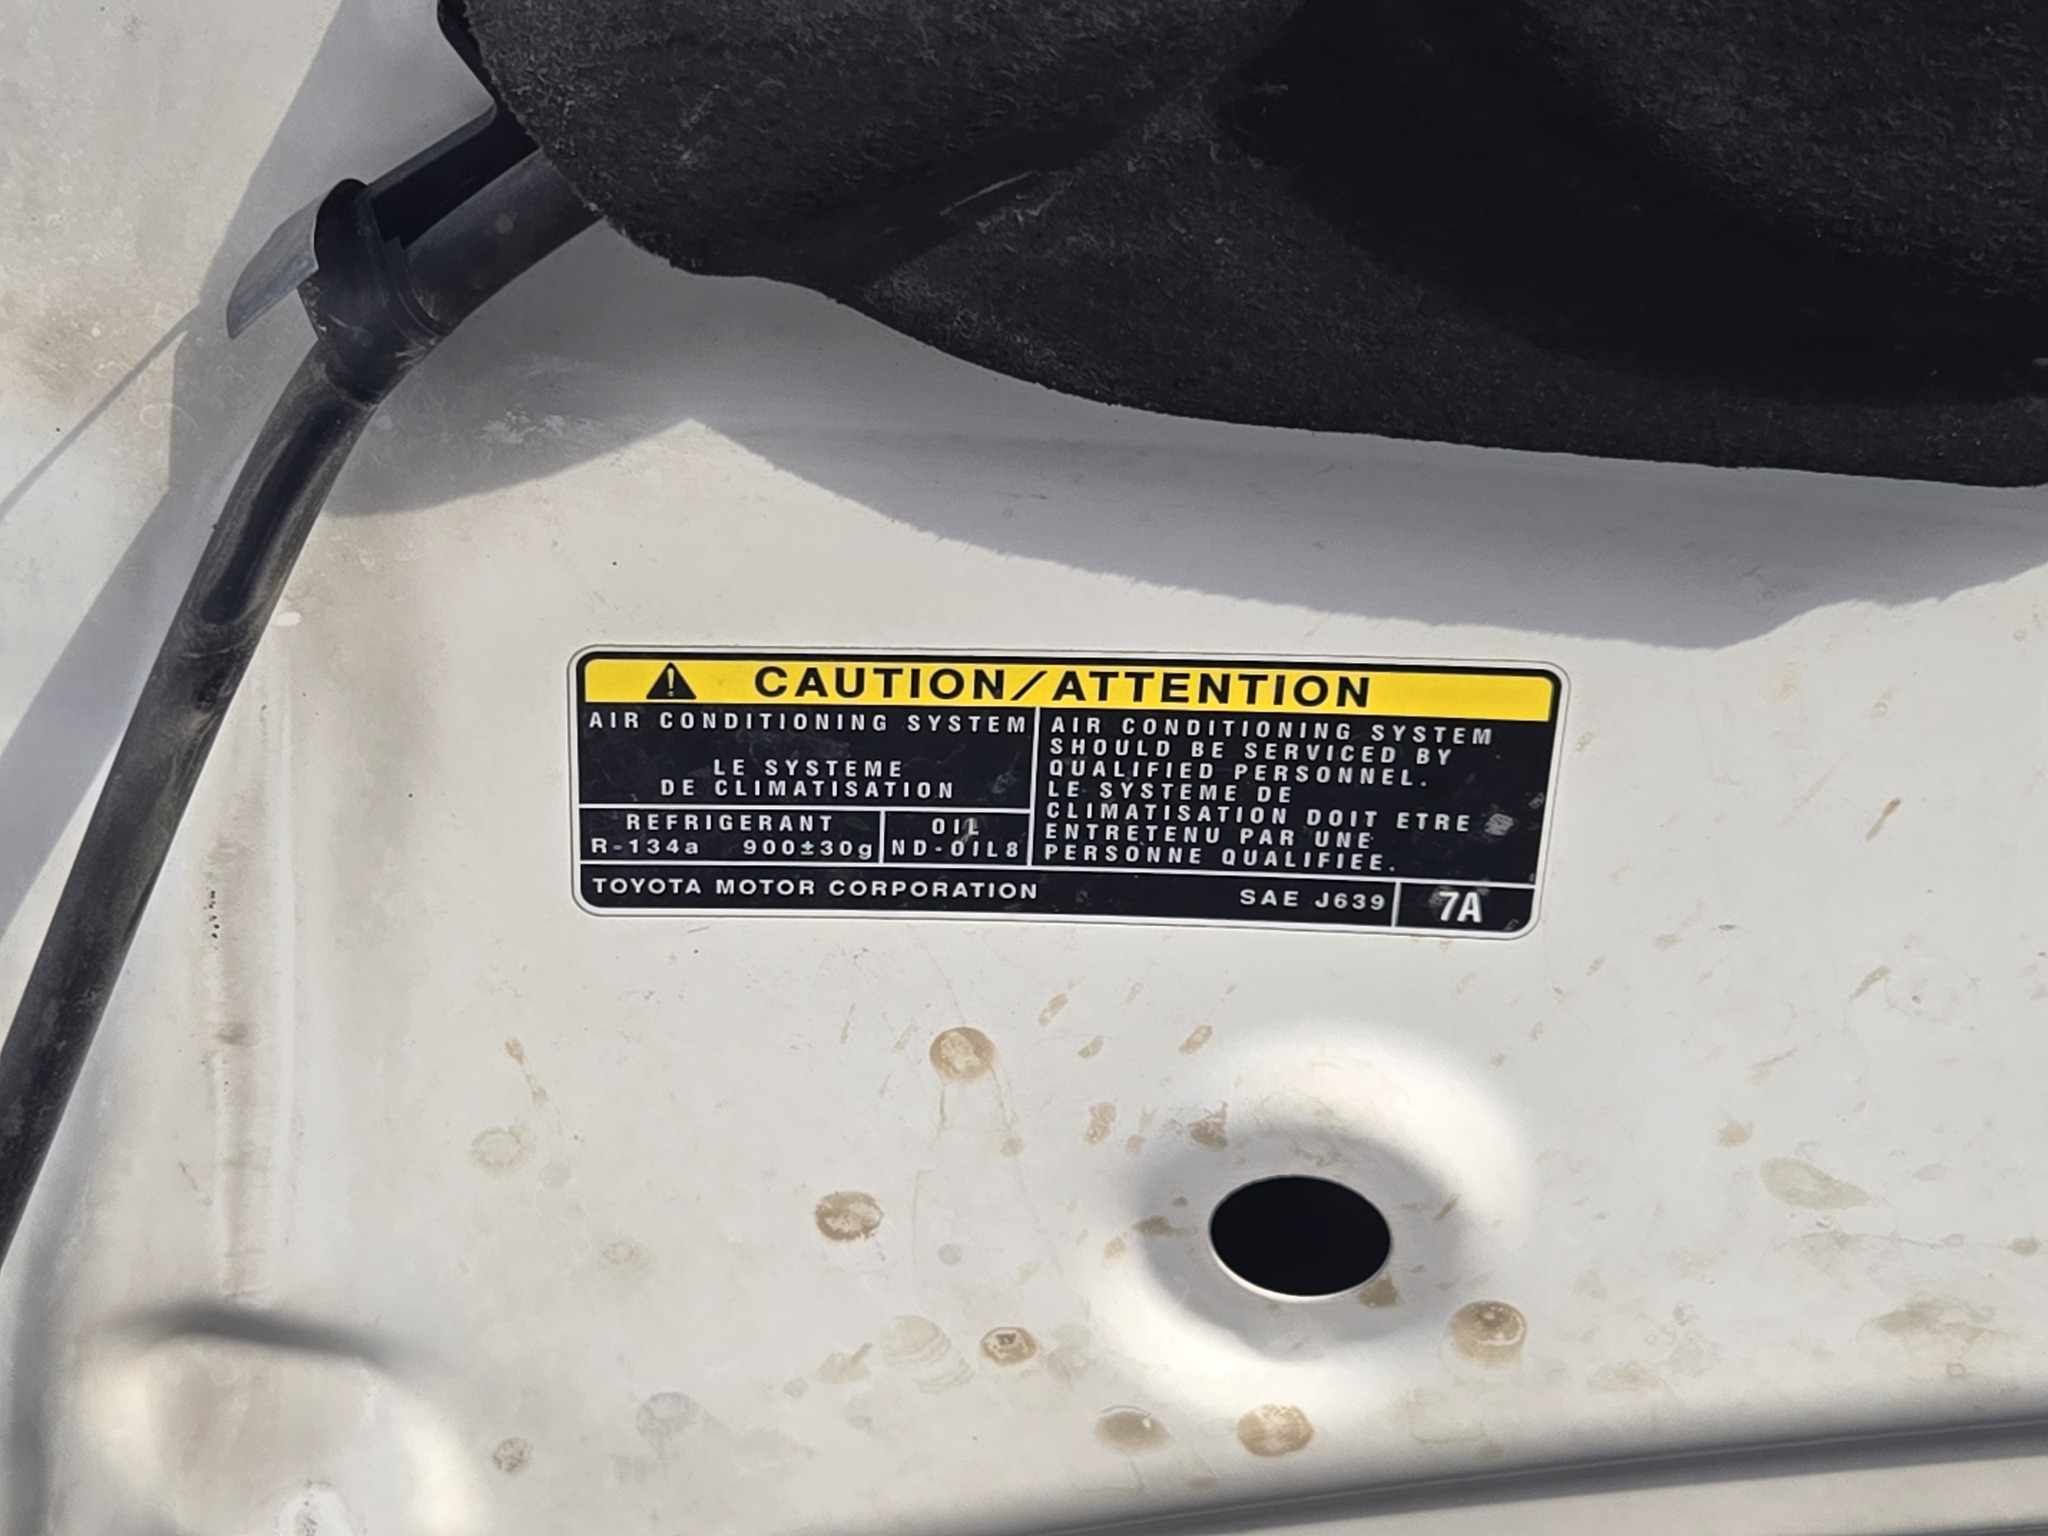 CAUTION/ATTENTION
AIR CONDITIONING SYSTEM
LE SYSTEME
DE CLIMATISATION
REFRIGERANT
R-134a 900±30g
OIL
ND-OIL8
AIR CONDITIONING SYSTEM
SHOULD BE SERVICED BY
QUALIFIED PERSONNEL.
LE SYSTEME DE
CLIMATISATION DOIT ETRE
ENTRETENU PAR UNE
PERSONNE QUALIFIEE.
TOYOTA MOTOR CORPORATION
SAE J639
7A